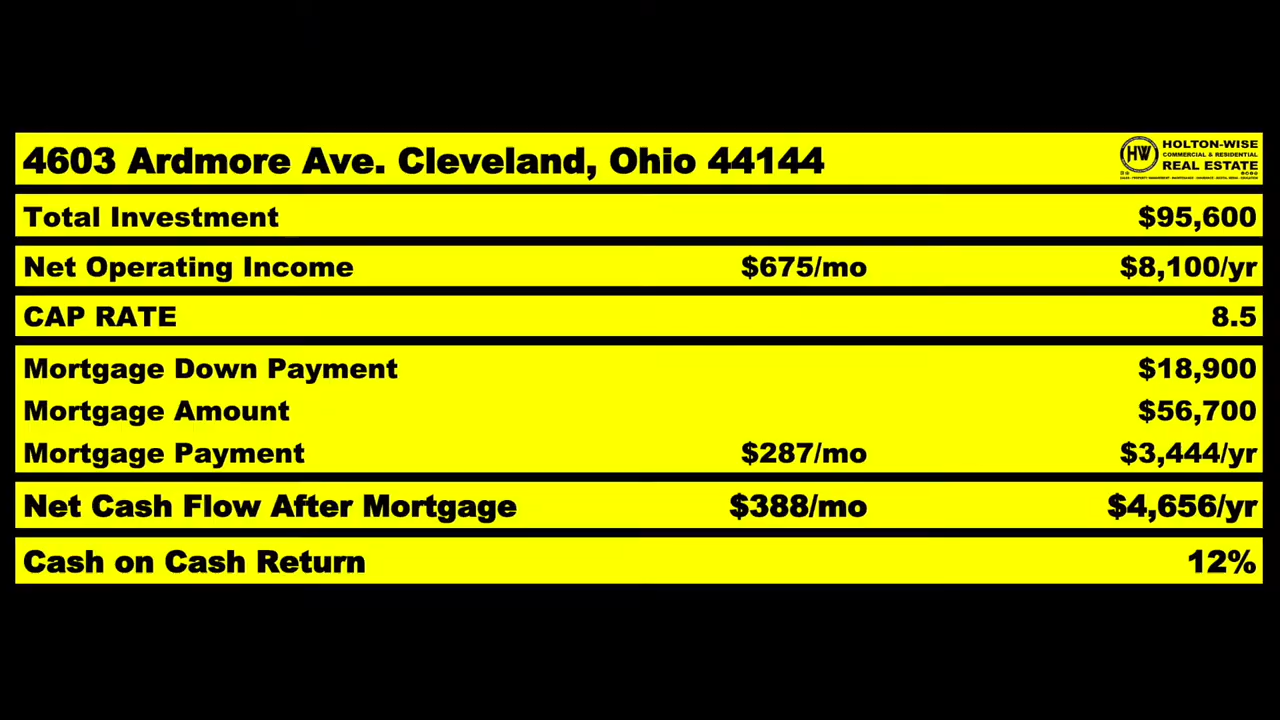 4603 Ardmore Ave. Cleveland, Ohio 44144
HW
HOLTON-WISE
COMMERCIAL & RESIDENTIAL
REAL ESTATE
Total Investment $95,600
Net Operating Income $675/mo $8,100/yr
CAP RATE 8.5
Mortgage Down Payment $18,900
Mortgage Amount $56,700
Mortgage Payment $287/mo $3,444/yr
Net Cash Flow After Mortgage $388/mo $4,656/yr
Cash on Cash Return 12%